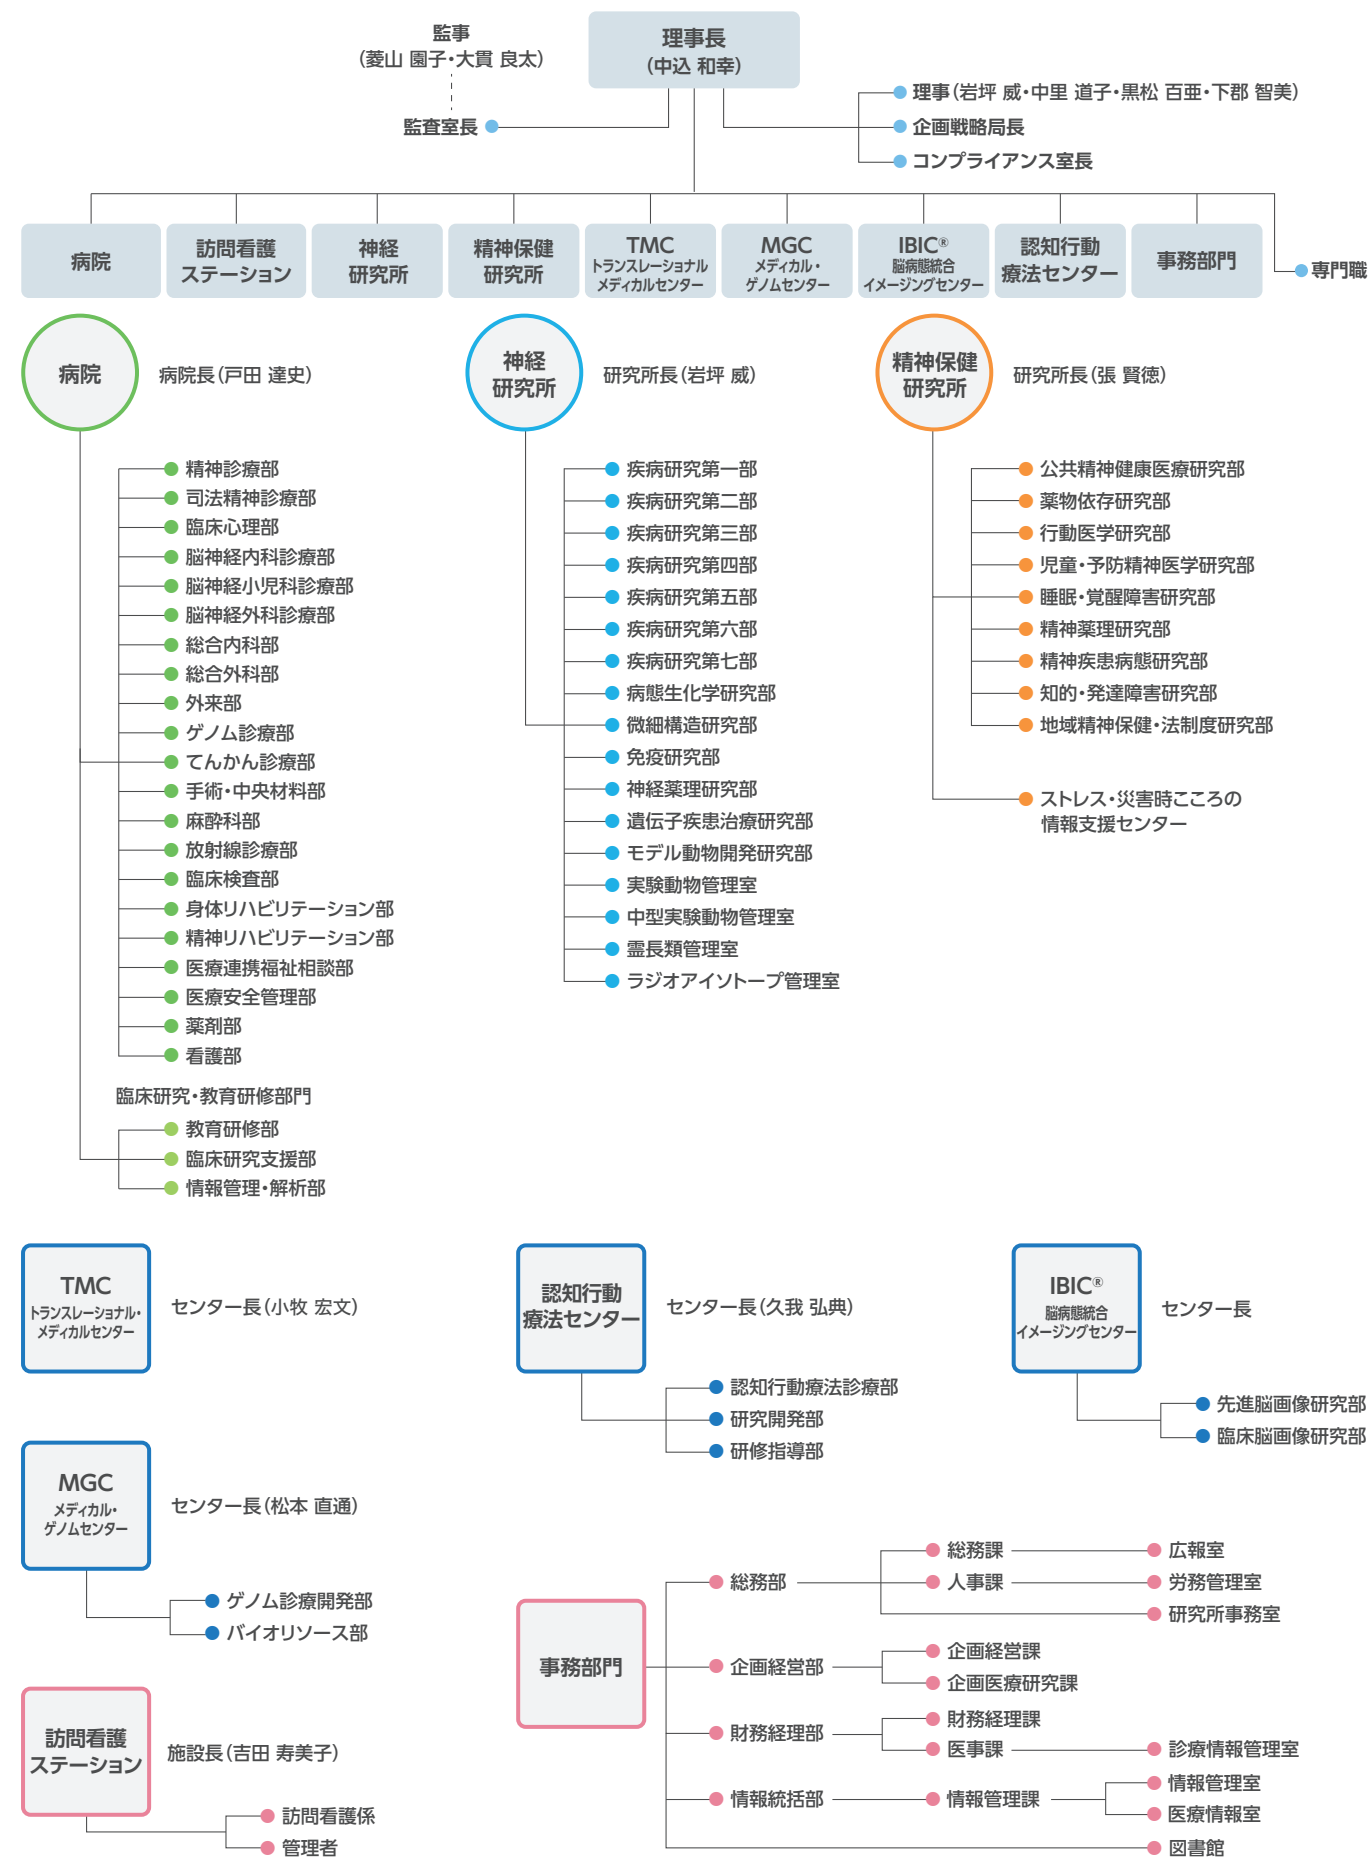 監事
（菱山 園子・大貫 良太）
理事長
（中込 和幸）
監査室長
理事（岩坪 威・中里 道子・黒松 百亜・下郡 智美）
企画戦略局長
コンプライアンス室長
病院
訪問看護
ステーション
神経
研究所
精神保健
研究所
TMC
トランスレーショナル
メディカルセンター
MGC
メディカル・
ゲノムセンター
IBIC®
脳病態統合
イメージングセンター
認知行動
療法センター
事務部門
専門職
病院
病院長（戸田 達史）
精神診療部
司法精神診療部
臨床心理部
脳神経内科診療部
脳神経小児科診療部
脳神経外科診療部
総合内科部
総合外科部
外来部
ゲノム診療部
てんかん診療部
手術・中央材料部
麻酔科部
放射線診療部
臨床検査部
身体リハビリテーション部
精神リハビリテーション部
医療連携福祉相談部
医療安全管理部
薬剤部
看護部
臨床研究・教育研修部門
教育研修部
臨床研究支援部
情報管理・解析部
神経
研究所
研究所長（岩坪 威）
疾病研究第一部
疾病研究第二部
疾病研究第三部
疾病研究第四部
疾病研究第五部
疾病研究第六部
疾病研究第七部
病態生化学研究部
微細構造研究部
免疫研究部
神経薬理研究部
遺伝子疾患治療研究部
モデル動物開発研究部
実験動物管理室
中型実験動物管理室
霊長類管理室
ラジオアイソトープ管理室
精神保健
研究所
研究所長（張 賢徳）
公共精神健康医療研究部
薬物依存研究部
行動医学研究部
児童・予防精神医学研究部
睡眠・覚醒障害研究部
精神薬理研究部
精神疾患病態研究部
知的・発達障害研究部
地域精神保健・法制度研究部
ストレス・災害時こころの
情報支援センター
TMC
トランスレーショナル・
メディカルセンター
センター長（小牧 宏文）
認知行動
療法センター
センター長（久我 弘典）
認知行動療法診療部
研究開発部
研修指導部
IBIC®
脳病態統合
イメージングセンター
センター長
先進脳画像研究部
臨床脳画像研究部
MGC
メディカル・
ゲノムセンター
センター長（松本 直通）
ゲノム診療開発部
バイオリソース部
訪問看護
ステーション
施設長（吉田 寿美子）
訪問看護係
管理者
事務部門
総務部
総務課
広報室
人事課
労務管理室
研究所事務室
企画経営部
企画経営課
企画医療研究課
財務経理部
財務経理課
医事課
診療情報管理室
情報統括部
情報管理課
情報管理室
医療情報室
図書館